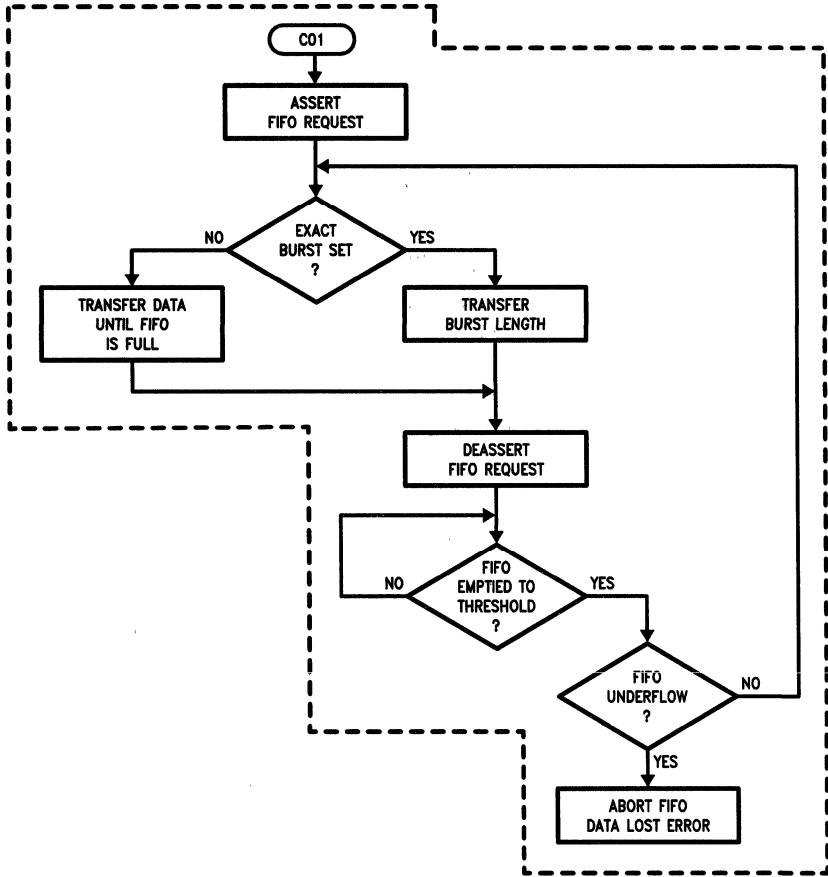 C01
ASSERT
FIFO REQUEST
EXACT
BURST SET
?
NO
YES
TRANSFER DATA
UNTIL FIFO
IS FULL
TRANSFER
BURST LENGTH
DEASSERT
FIFO REQUEST
FIFO
EMPTIED TO
THRESHOLD
?
NO
YES
FIFO
UNDERFLOW
?
NO
YES
ABORT FIFO
DATA LOST ERROR